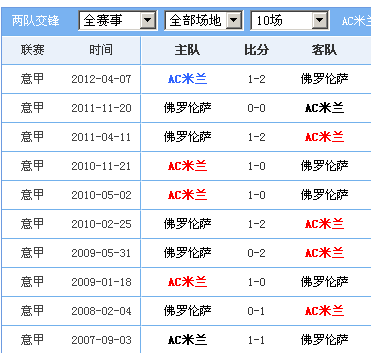 两队交锋 全赛事 全部场地 10场 AC米兰
联赛 时间 主队 比分 客队
意甲 2012-04-07 AC米兰 1-2 佛罗伦萨
意甲 2011-11-20 佛罗伦萨 0-0 AC米兰
意甲 2011-04-11 佛罗伦萨 1-2 AC米兰
意甲 2010-11-21 AC米兰 1-0 佛罗伦萨
意甲 2010-05-02 AC米兰 1-0 佛罗伦萨
意甲 2010-02-25 佛罗伦萨 1-2 AC米兰
意甲 2009-05-31 佛罗伦萨 0-2 AC米兰
意甲 2009-01-18 AC米兰 1-0 佛罗伦萨
意甲 2008-02-04 佛罗伦萨 0-1 AC米兰
意甲 2007-09-03 AC米兰 1-1 佛罗伦萨